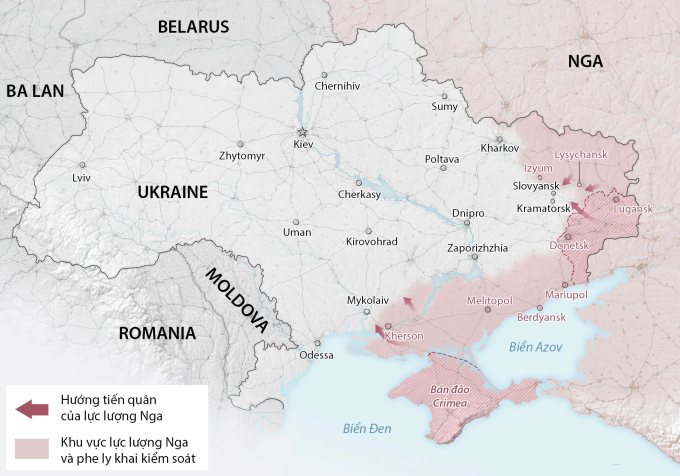 BELARUS
NGA
BA LAN
Chernihiv
Sumy
Kiev
Zhytomyr
Kharkov
Lysychansk
Poltava
Izyum
Lviv
Slovyansk
UKRAINE
Cherkasy
Kramatorsk
Lugansk
Dnipro
Uman
Kirovohrad
Donetsk
Zaporizhzhia
MOLDOVA
Mykolaiv
Mariupol
Melitopol
Berdyansk
ROMANIA
Kherson
Odessa
Biển Azov
Bán đảo
Crimea
Biển Đen
Hướng tiến quân
của lực lượng Nga
Khu vực lực lượng Nga
và phe ly khai kiểm soát